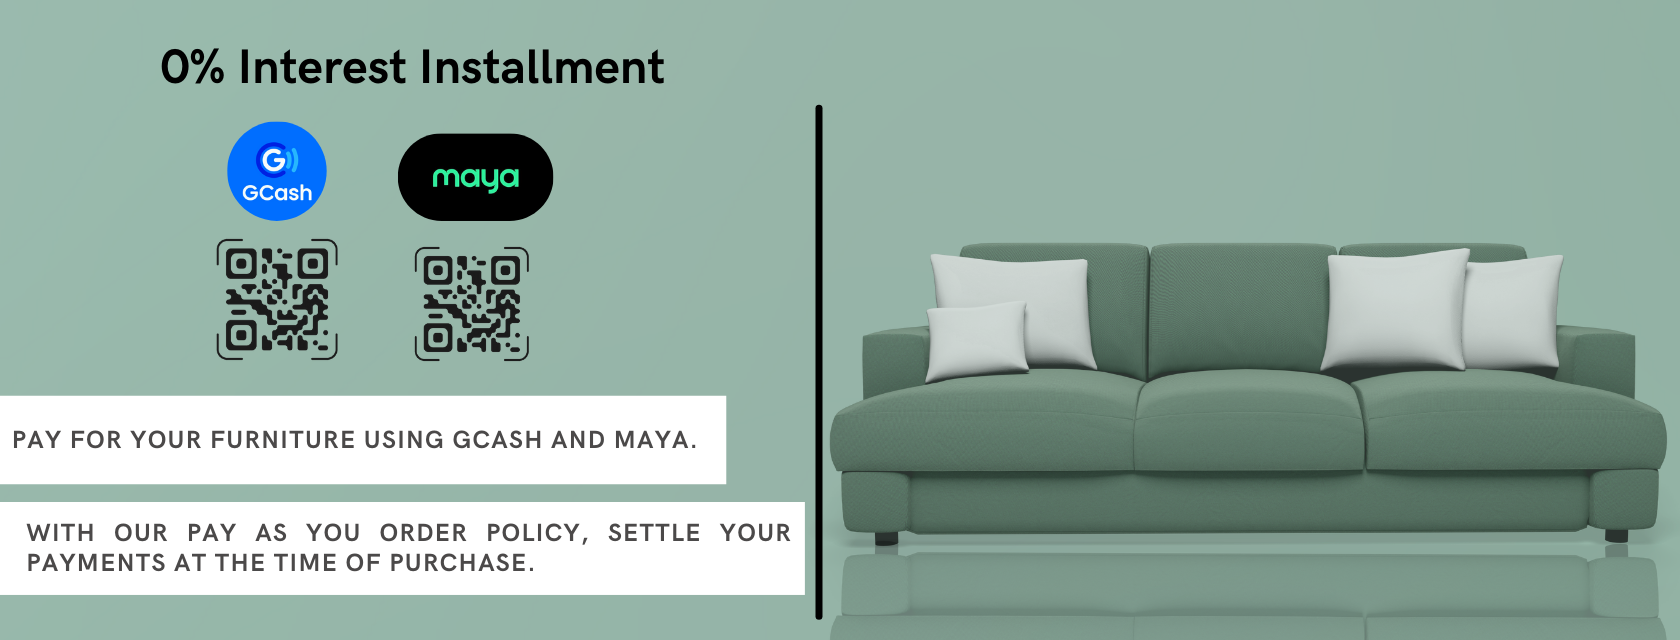 0% Interest Installment
G
GCash
maya
PAY FOR YOUR FURNITURE USING GCASH AND MAYA.
WITH OUR PAY AS YOU ORDER POLICY, SETTLE YOUR
PAYMENTS AT THE TIME OF PURCHASE.